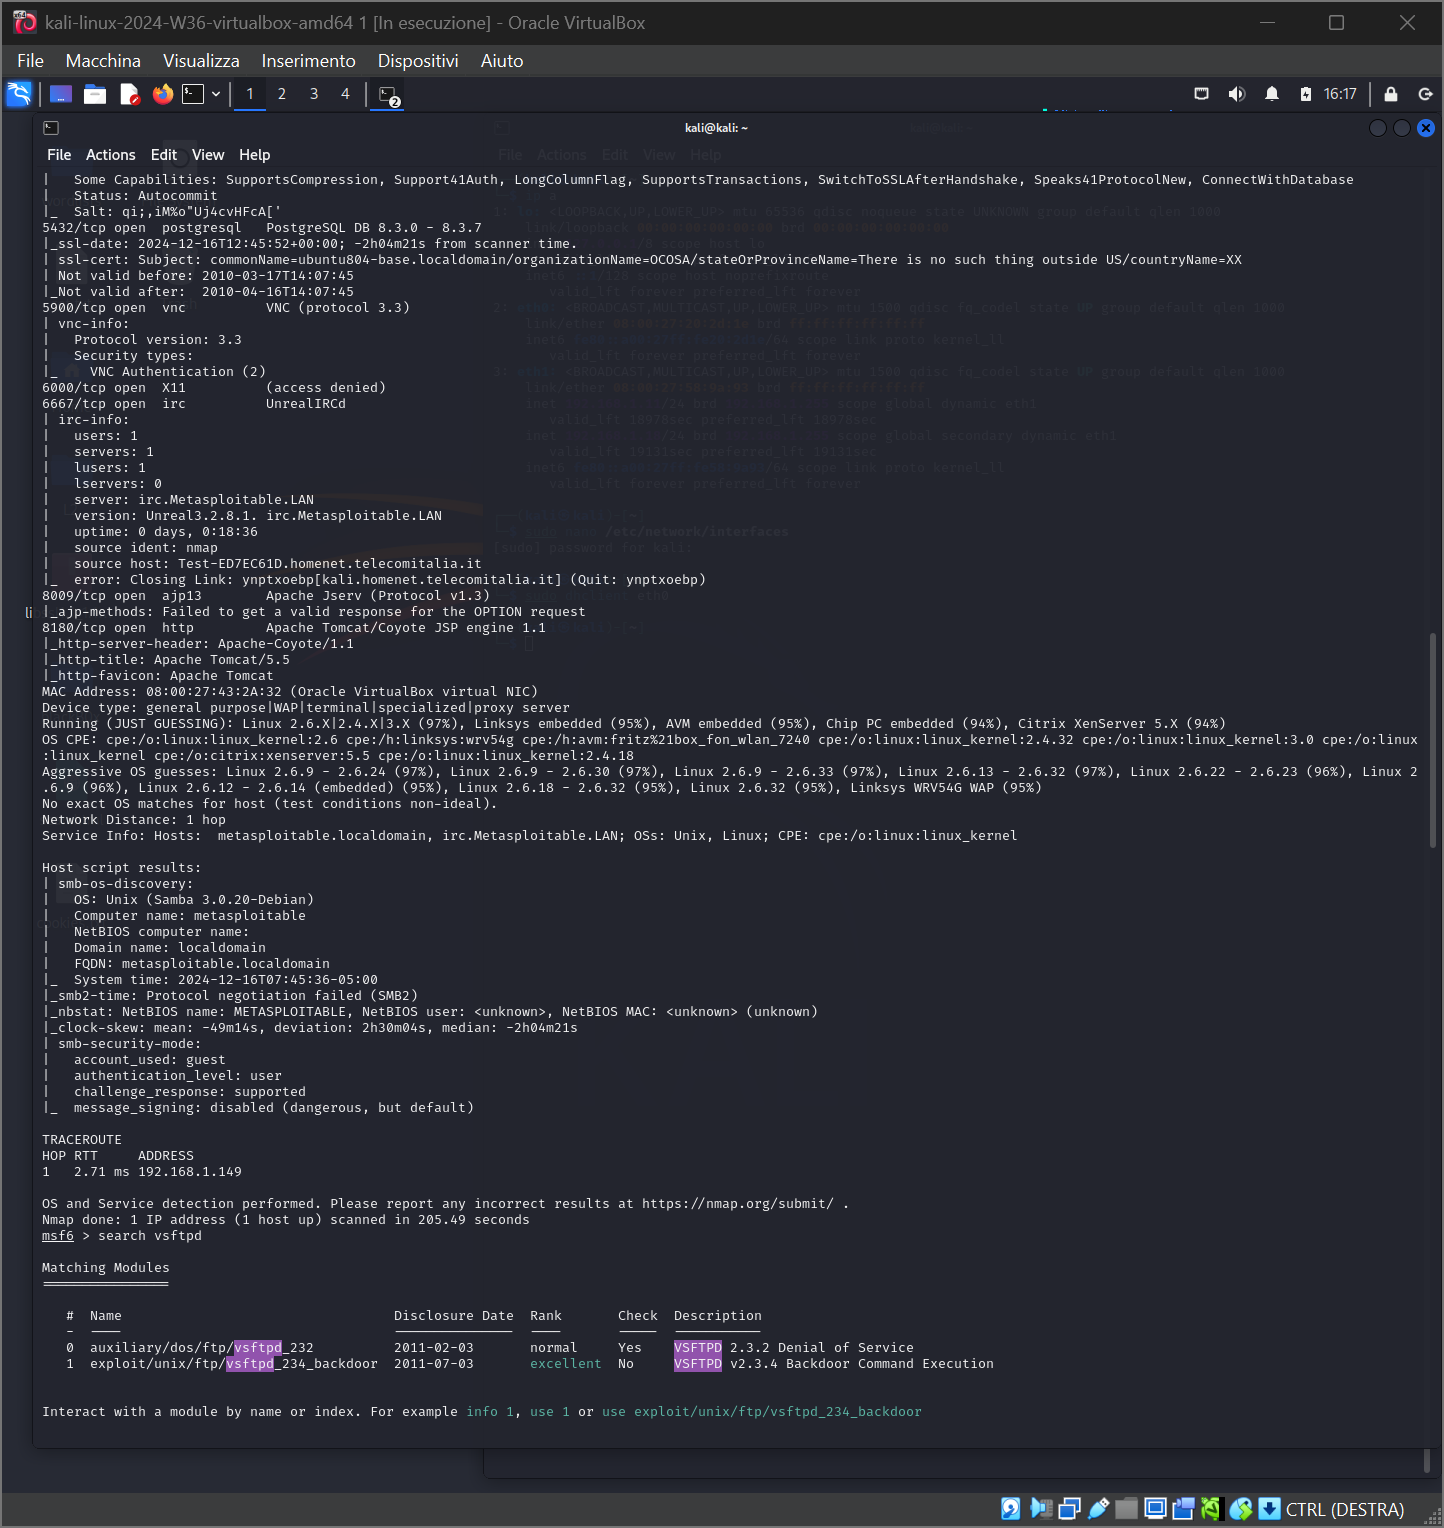 kali-linux-2024-W36-virtualbox-amd64 1 [In esecuzione] - Oracle VirtualBox
File Macchina Visualizza Inserimento Dispositivi Aiuto
1 2 3 4 2 16:17
kali@kali: ~
File Actions Edit View Help
|   Some Capabilities: SupportsCompression, Support41Auth, LongColumnFlag, SupportsTransactions, SwitchToSSLAfterHandshake, Speaks41ProtocolNew, ConnectWithDatabase
|   Status: Autocommit
|_  Salt: qi;,iM%o"Uj4cvHFcA['
5432/tcp open  postgresql   PostgreSQL DB 8.3.0 - 8.3.7
|_ssl-date: 2024-12-16T12:45:52+00:00; -2h04m21s from scanner time.
| ssl-cert: Subject: commonName=ubuntu804-base.localdomain/organizationName=OCOSA/stateOrProvinceName=There is no such thing outside US/countryName=XX
| Not valid before: 2010-03-17T14:07:45
|_Not valid after:  2010-04-16T14:07:45
5900/tcp open  vnc          VNC (protocol 3.3)
| vnc-info:
|   Protocol version: 3.3
|   Security types:
|_    VNC Authentication (2)
6000/tcp open  X11          (access denied)
6667/tcp open  irc          UnrealIRCd
| irc-info:
|   users: 1
|   servers: 1
|   lusers: 1
|   lservers: 0
|   server: irc.Metasploitable.LAN
|   version: Unreal3.2.8.1. irc.Metasploitable.LAN
|   uptime: 0 days, 0:18:36
|   source ident: nmap
|   source host: Test-ED7EC61D.homenet.telecomitalia.it
|_  error: Closing Link: ynptxoebp[kali.homenet.telecomitalia.it] (Quit: ynptxoebp)
8009/tcp open  ajp13        Apache Jserv (Protocol v1.3)
|_ajp-methods: Failed to get a valid response for the OPTION request
8180/tcp open  http         Apache Tomcat/Coyote JSP engine 1.1
|_http-server-header: Apache-Coyote/1.1
|_http-title: Apache Tomcat/5.5
|_http-favicon: Apache Tomcat
MAC Address: 08:00:27:43:2A:32 (Oracle VirtualBox virtual NIC)
Device type: general purpose|WAP|terminal|specialized|proxy server
Running (JUST GUESSING): Linux 2.6.X|2.4.X|3.X (97%), Linksys embedded (95%), AVM embedded (95%), Chip PC embedded (94%), Citrix XenServer 5.X (94%)
OS CPE: cpe:/o:linux:linux_kernel:2.6 cpe:/h:linksys:wrv54g cpe:/h:avm:fritz%21box_fon_wlan_7240 cpe:/o:linux:linux_kernel:2.4.32 cpe:/o:linux:linux_kernel:3.0 cpe:/o:linux
:linux_kernel cpe:/o:citrix:xenserver:5.5 cpe:/o:linux:linux_kernel:2.4.18
Aggressive OS guesses: Linux 2.6.9 - 2.6.24 (97%), Linux 2.6.9 - 2.6.30 (97%), Linux 2.6.9 - 2.6.33 (97%), Linux 2.6.13 - 2.6.32 (97%), Linux 2.6.22 - 2.6.23 (96%), Linux 2
.6.9 (96%), Linux 2.6.12 - 2.6.14 (embedded) (95%), Linux 2.6.18 - 2.6.32 (95%), Linux 2.6.32 (95%), Linksys WRV54G WAP (95%)
No exact OS matches for host (test conditions non-ideal).
Network Distance: 1 hop
Service Info: Hosts:  metasploitable.localdomain, irc.Metasploitable.LAN; OSs: Unix, Linux; CPE: cpe:/o:linux:linux_kernel
Host script results:
| smb-os-discovery:
|   OS: Unix (Samba 3.0.20-Debian)
|   Computer name: metasploitable
|   NetBIOS computer name:
|   Domain name: localdomain
|   FQDN: metasploitable.localdomain
|_  System time: 2024-12-16T07:45:36-05:00
|_smb2-time: Protocol negotiation failed (SMB2)
|_nbstat: NetBIOS name: METASPLOITABLE, NetBIOS user: <unknown>, NetBIOS MAC: <unknown> (unknown)
|_clock-skew: mean: -49m14s, deviation: 2h30m04s, median: -2h04m21s
| smb-security-mode:
|   account_used: guest
|   authentication_level: user
|   challenge_response: supported
|_  message_signing: disabled (dangerous, but default)
TRACEROUTE
HOP RTT     ADDRESS
1   2.71 ms 192.168.1.149
OS and Service detection performed. Please report any incorrect results at https://nmap.org/submit/ .
Nmap done: 1 IP address (1 host up) scanned in 205.49 seconds
msf6 > search vsftpd
Matching Modules
================
#  Name                                  Disclosure Date  Rank       Check  Description
-  ----                                  ---------------  ----       -----  -----------
0  auxiliary/dos/ftp/vsftpd_232          2011-02-03       normal     Yes    VSFTPD 2.3.2 Denial of Service
1  exploit/unix/ftp/vsftpd_234_backdoor  2011-07-03       excellent  No     VSFTPD v2.3.4 Backdoor Command Execution
Interact with a module by name or index. For example info 1, use 1 or use exploit/unix/ftp/vsftpd_234_backdoor
CTRL (DESTRA)